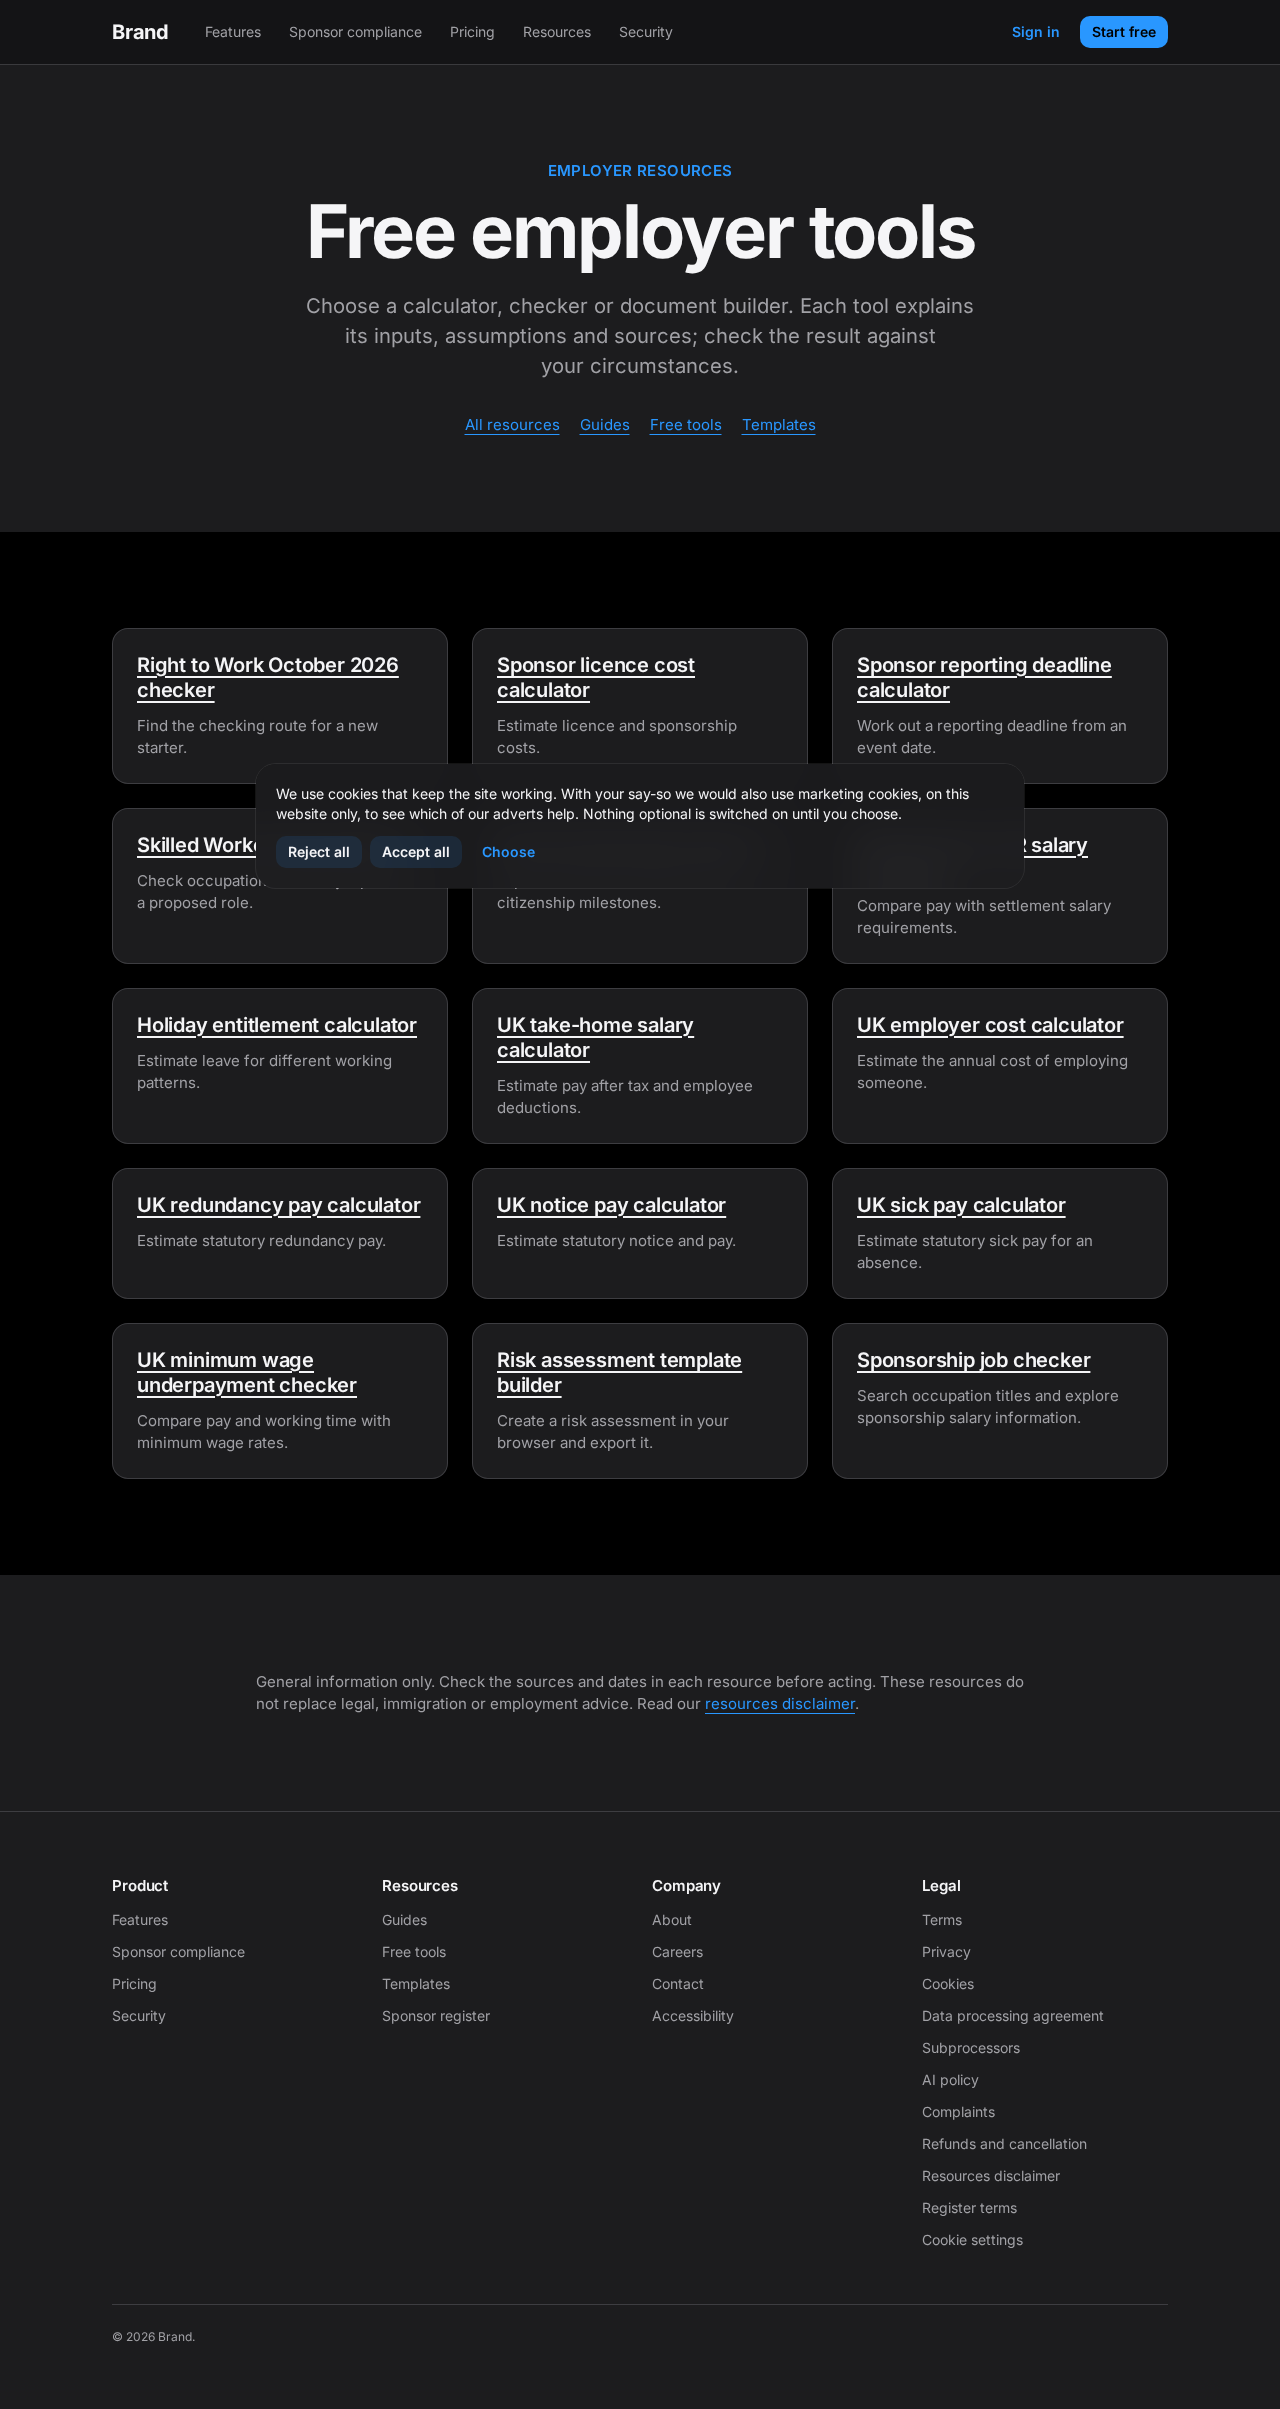 Brand
Features
Sponsor compliance
Pricing
Resources
Security
Sign in
Start free
EMPLOYER RESOURCES
Free employer tools
Choose a calculator, checker or document builder. Each tool explains
its inputs, assumptions and sources; check the result against
your circumstances.
All resources
Guides
Free tools
Templates
Right to Work October 2026
checker
Find the checking route for a new
starter.
Sponsor licence cost
calculator
Estimate licence and sponsorship
costs.
Sponsor reporting deadline
calculator
Work out a reporting deadline from an
event date.
We use cookies that keep the site working. With your say-so we would also use marketing cookies, on this
website only, to see which of our adverts help. Nothing optional is switched on until you choose.
Reject all
Accept all
Choose
Skilled
Check occupation
a proposed role.
citizenship milestones.
salary
Compare pay with settlement salary
requirements.
Holiday entitlement calculator
Estimate leave for different working
patterns.
UK take-home salary
calculator
Estimate pay after tax and employee
deductions.
UK employer cost calculator
Estimate the annual cost of employing
someone.
UK redundancy pay calculator
Estimate statutory redundancy pay.
UK notice pay calculator
Estimate statutory notice and pay.
UK sick pay calculator
Estimate statutory sick pay for an
absence.
UK minimum wage
underpayment checker
Compare pay and working time with
minimum wage rates.
Risk assessment template
builder
Create a risk assessment in your
browser and export it.
Sponsorship job checker
Search occupation titles and explore
sponsorship salary information.
General information only. Check the sources and dates in each resource before acting. These resources do
not replace legal, immigration or employment advice. Read our resources disclaimer.
Product
Features
Sponsor compliance
Pricing
Security
Resources
Guides
Free tools
Templates
Sponsor register
Company
About
Careers
Contact
Accessibility
Legal
Terms
Privacy
Cookies
Data processing agreement
Subprocessors
AI policy
Complaints
Refunds and cancellation
Resources disclaimer
Register terms
Cookie settings
© 2026 Brand.